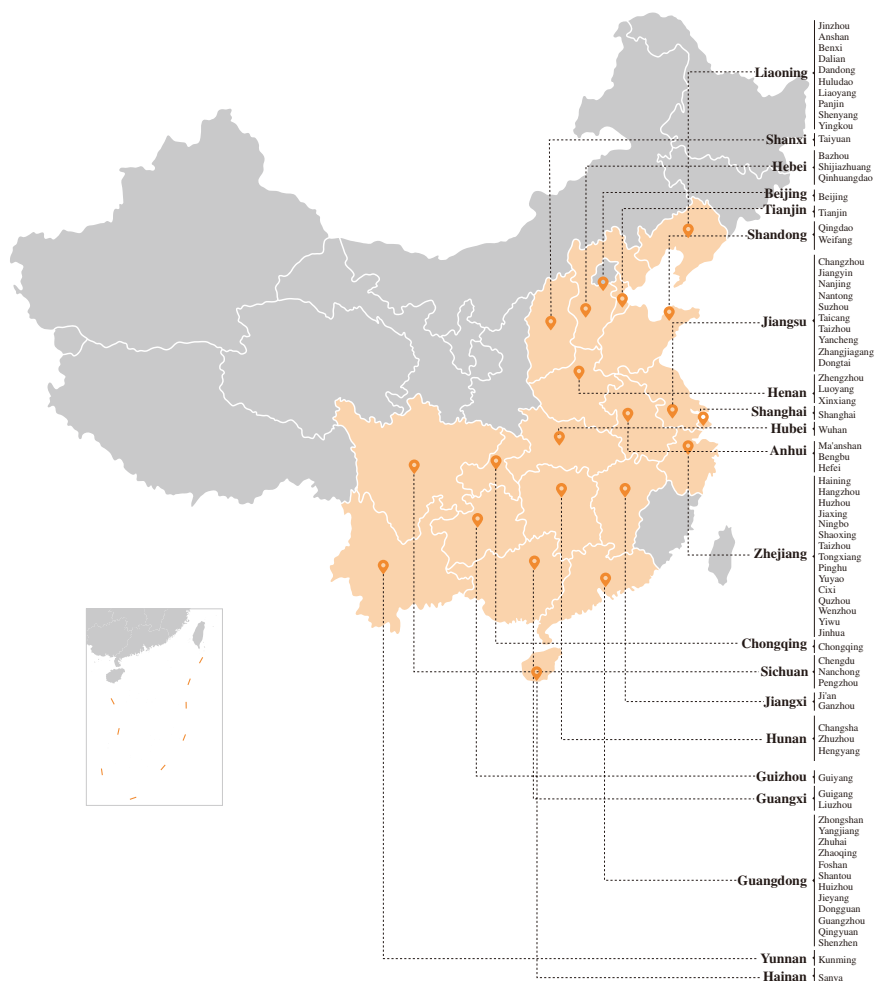 Liaoning
Jinzhou
Anshan
Benxi
Dalian
Dandong
Huludao
Liaoyang
Panjin
Shenyang
Yingkou
Shanxi
Taiyuan
Hebei
Bazhou
Shijiazhuang
Qinhuangdao
Beijing
Beijing
Tianjin
Tianjin
Shandong
Qingdao
Weifang
Jiangsu
Changzhou
Jiangyin
Nanjing
Nantong
Suzhou
Taicang
Taizhou
Yancheng
Zhangjiagang
Dongtai
Henan
Zhengzhou
Luoyang
Xinxiang
Shanghai
Shanghai
Hubei
Wuhan
Anhui
Ma'anshan
Bengbu
Hefei
Zhejiang
Haining
Hangzhou
Huzhou
Jiaxing
Ningbo
Shaoxing
Taizhou
Tongxiang
Pinghu
Yuyao
Cixi
Quzhou
Wenzhou
Yiwu
Jinhua
Chongqing
Chongqing
Sichuan
Chengdu
Nanchong
Pengzhou
Jiangxi
Ji'an
Ganzhou
Hunan
Changsha
Zhuzhou
Hengyang
Guizhou
Guiyang
Guangxi
Guigang
Liuzhou
Guangdong
Zhongshan
Yangjiang
Zhuhai
Zhaoqing
Foshan
Shantou
Huizhou
Jieyang
Dongguan
Guangzhou
Qingyuan
Shenzhen
Yunnan
Kunming
Hainan
Sanya